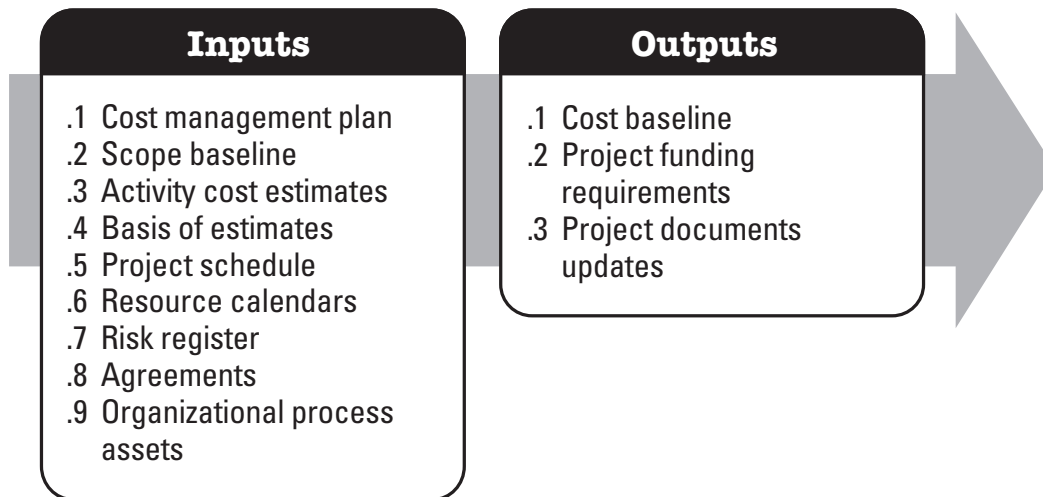 Inputs
.1 Cost management plan
.2 Scope baseline
.3 Activity cost estimates
.4 Basis of estimates
.5 Project schedule
.6 Resource calendars
.7 Risk register
.8 Agreements
.9 Organizational process
assets
Outputs
.1 Cost baseline
.2 Project funding
requirements
.3 Project documents
updates